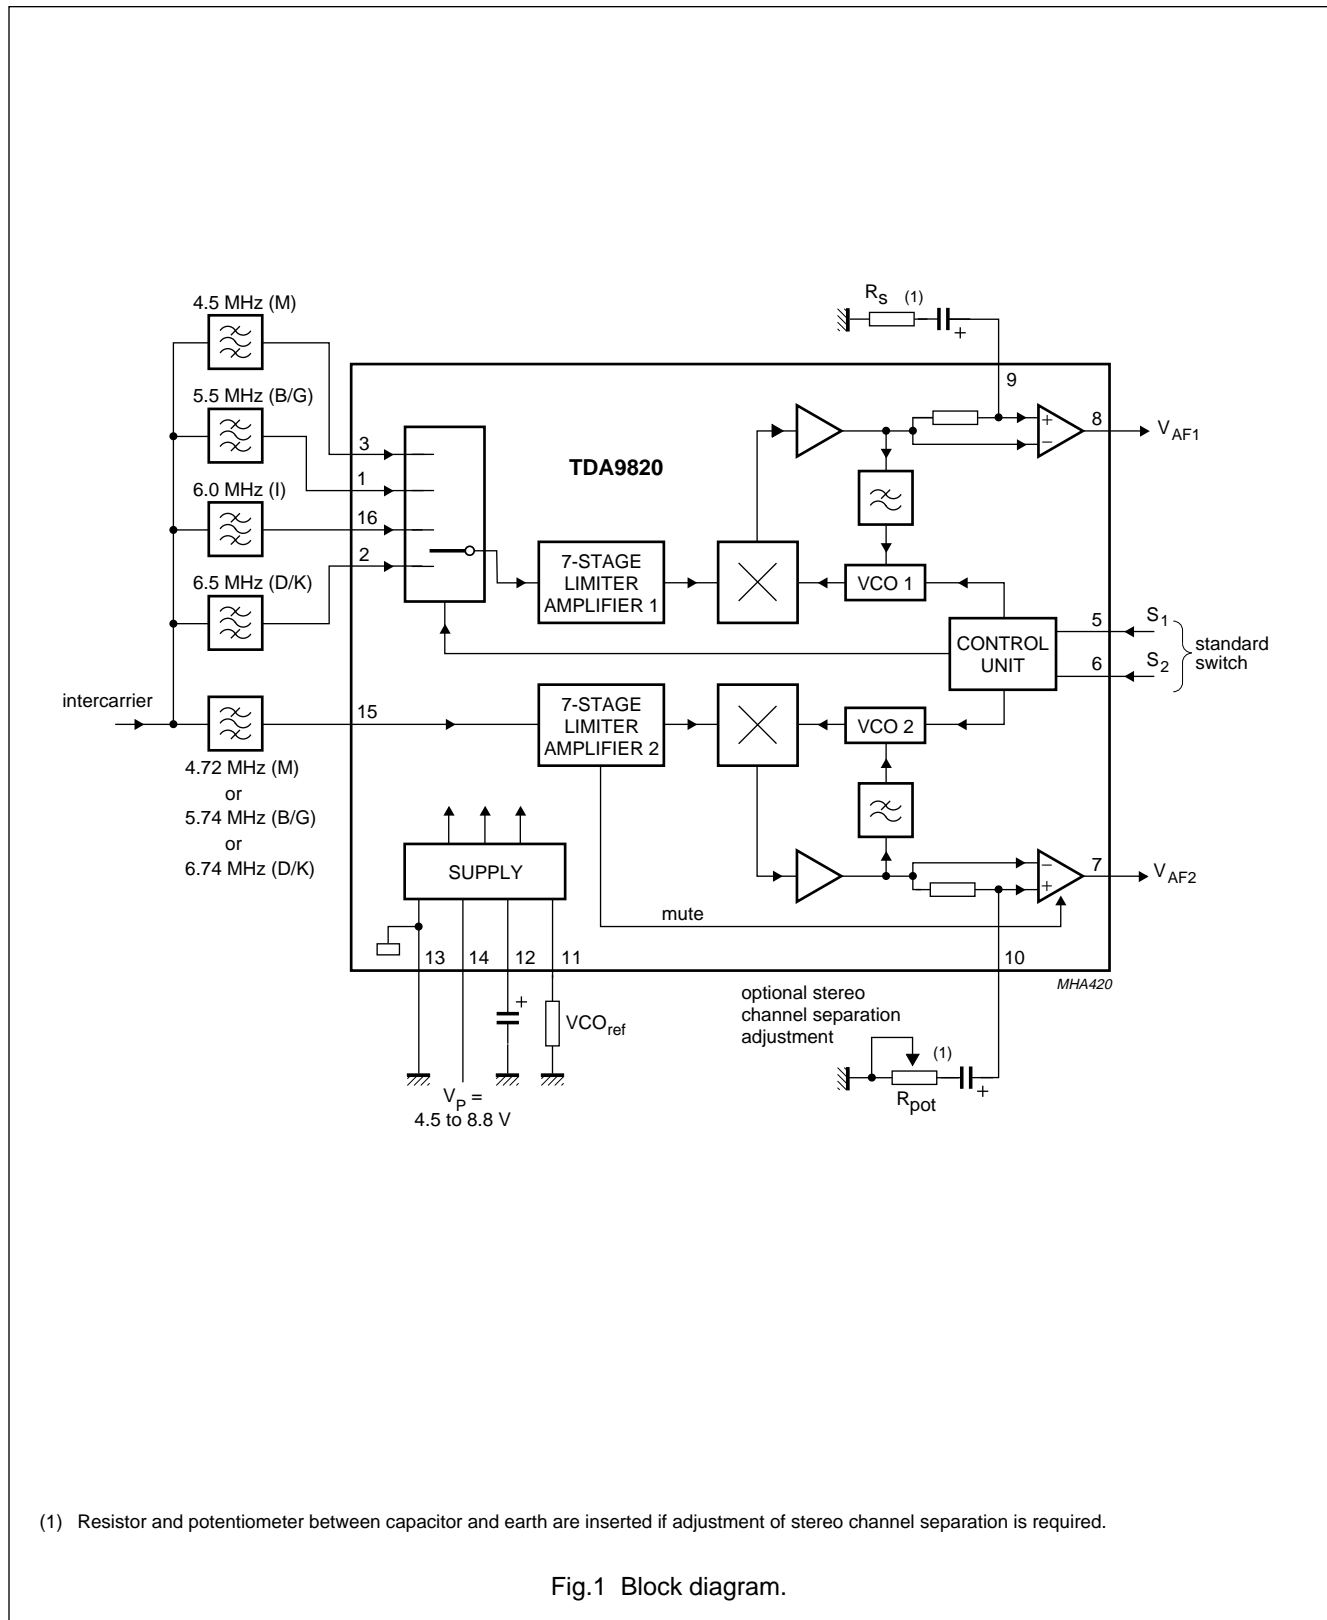 4.5 MHz (M)
5.5 MHz (B/G)
6.0 MHz (I)
6.5 MHz (D/K)
intercarrier
4.72 MHz (M)
or
5.74 MHz (B/G)
or
6.74 MHz (D/K)
3
1
16
2
15
TDA9820
7-STAGE
LIMITER
AMPLIFIER 1
7-STAGE
LIMITER
AMPLIFIER 2
VCO 1
VCO 2
CONTROL
UNIT
RS (1)
+
9
+
−
8
VAF1
5
S1
6
S2
standard
switch
−
+
7
VAF2
mute
SUPPLY
13
14
12
11
10
MHA420
+
VCOref
VP =
4.5 to 8.8 V
optional stereo
channel separation
adjustment
(1)
+
Rpot
(1) Resistor and potentiometer between capacitor and earth are inserted if adjustment of stereo channel separation is required.
Fig.1 Block diagram.